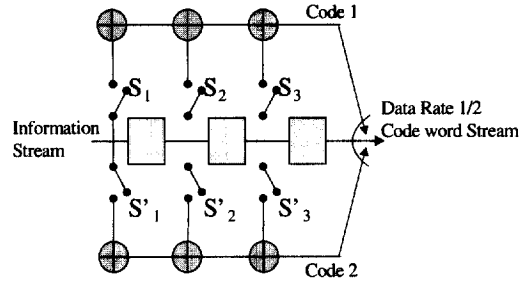 Code 1
S1 S2 S3
Data Rate 1/2
Code word Stream
Information
Stream
S'1 S'2 S'3
Code 2